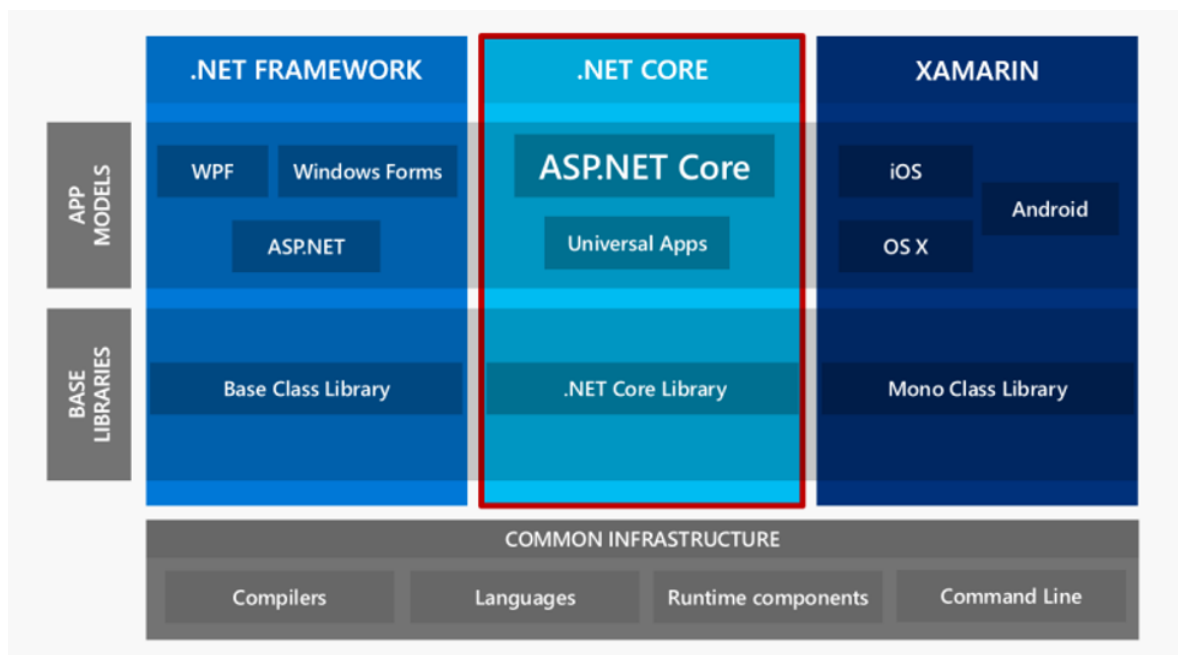 .NET FRAMEWORK
.NET CORE
XAMARIN
APP
MODELS
WPF
Windows Forms
ASP.NET
ASP.NET Core
Universal Apps
iOS
Android
OS X
BASE
LIBRARIES
Base Class Library
.NET Core Library
Mono Class Library
COMMON INFRASTRUCTURE
Compilers
Languages
Runtime components
Command Line